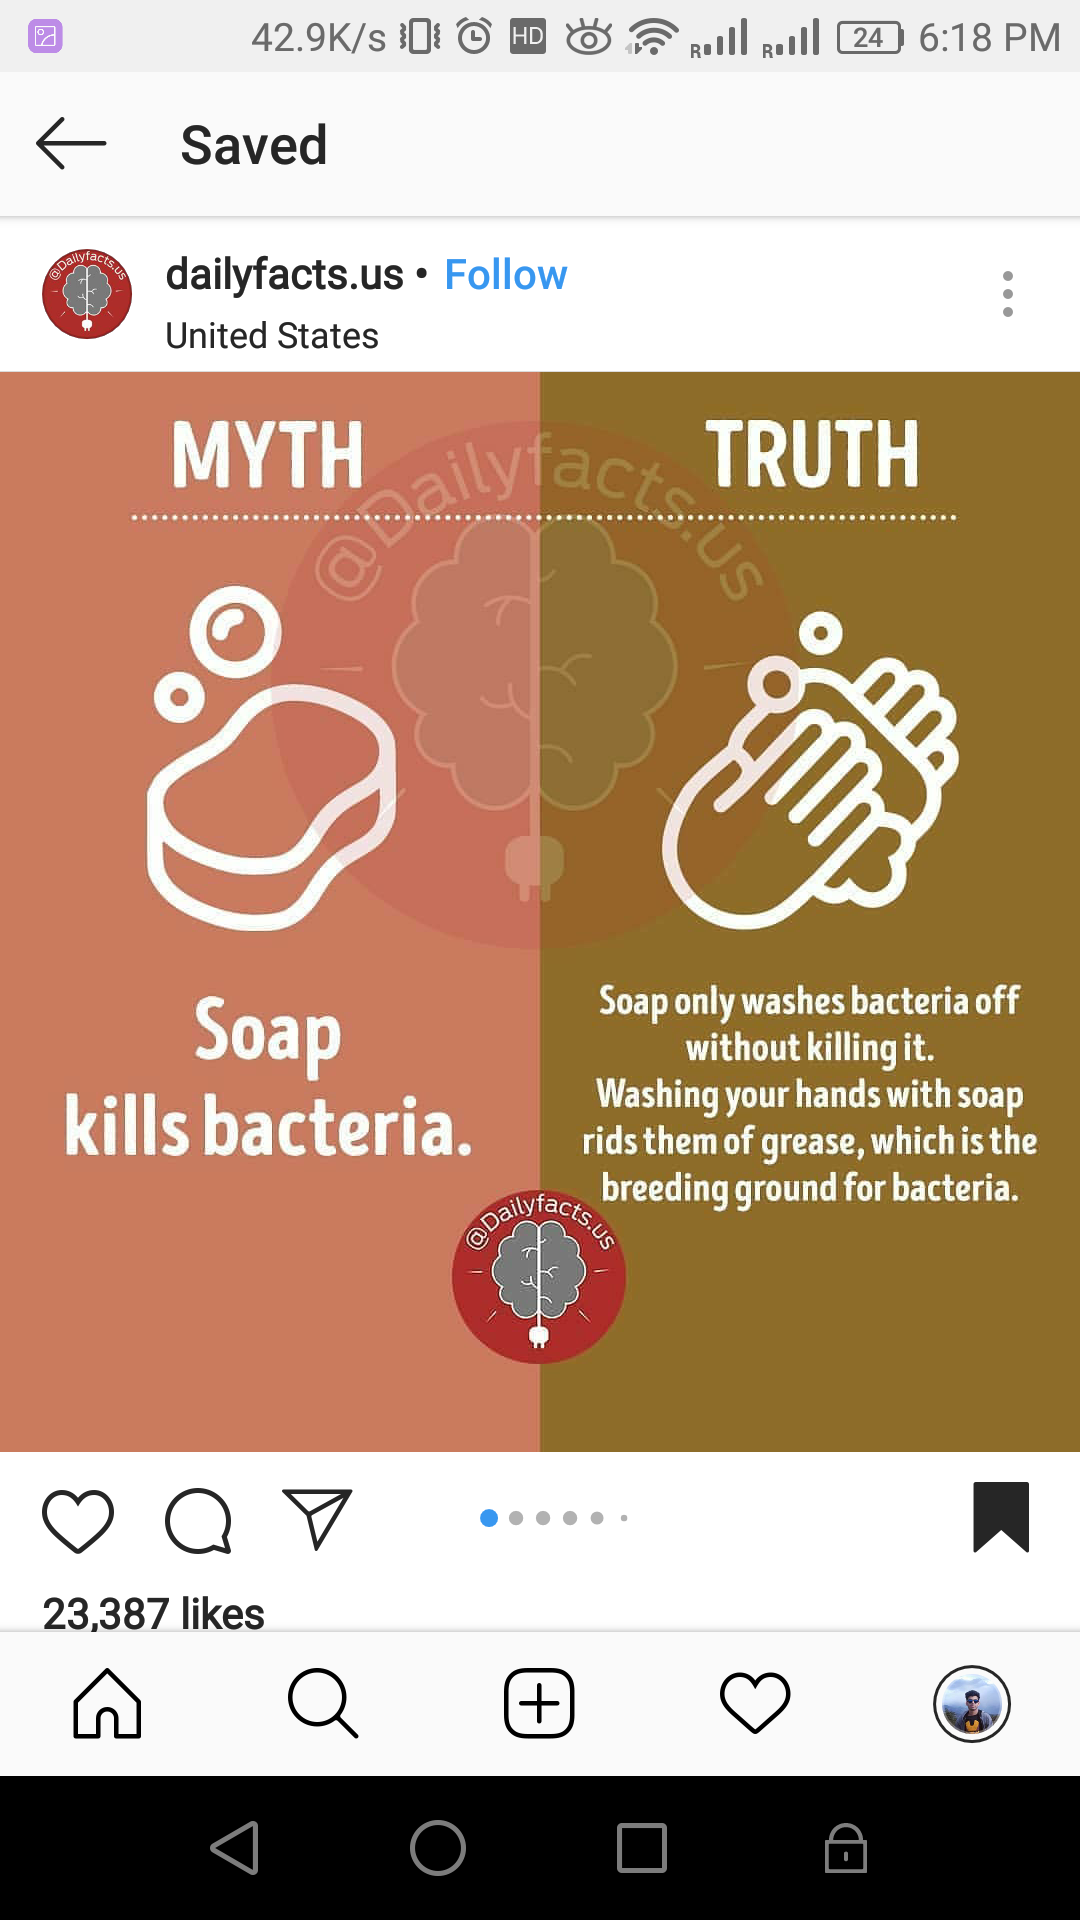 42.9K/s HD R R 24 6:18 PM
Saved
@Dailyfacts.us
dailyfacts.us • Follow
United States
@Dailyfacts.us
MYTH
TRUTH
Soap
kills bacteria.
Soap only washes bacteria off
without killing it.
Washing your hands with soap
rids them of grease, which is the
breeding ground for bacteria.
@Dailyfacts.us
23,387 likes